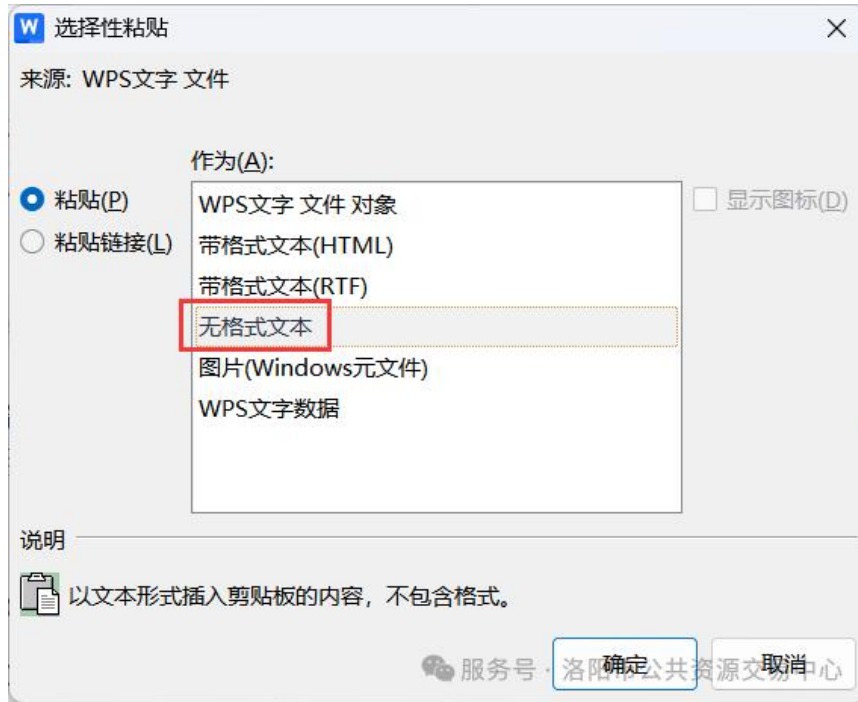 选择性粘贴
来源: WPS文字 文件
作为(A):
粘贴(P)
粘贴链接(L)
WPS文字 文件 对象
带格式文本(HTML)
带格式文本(RTF)
无格式文本
图片(Windows元文件)
WPS文字数据
显示图标(D)
说明
以文本形式插入剪贴板的内容，不包含格式。
确定
取消
服务号 · 洛阳市公共资源交易中心